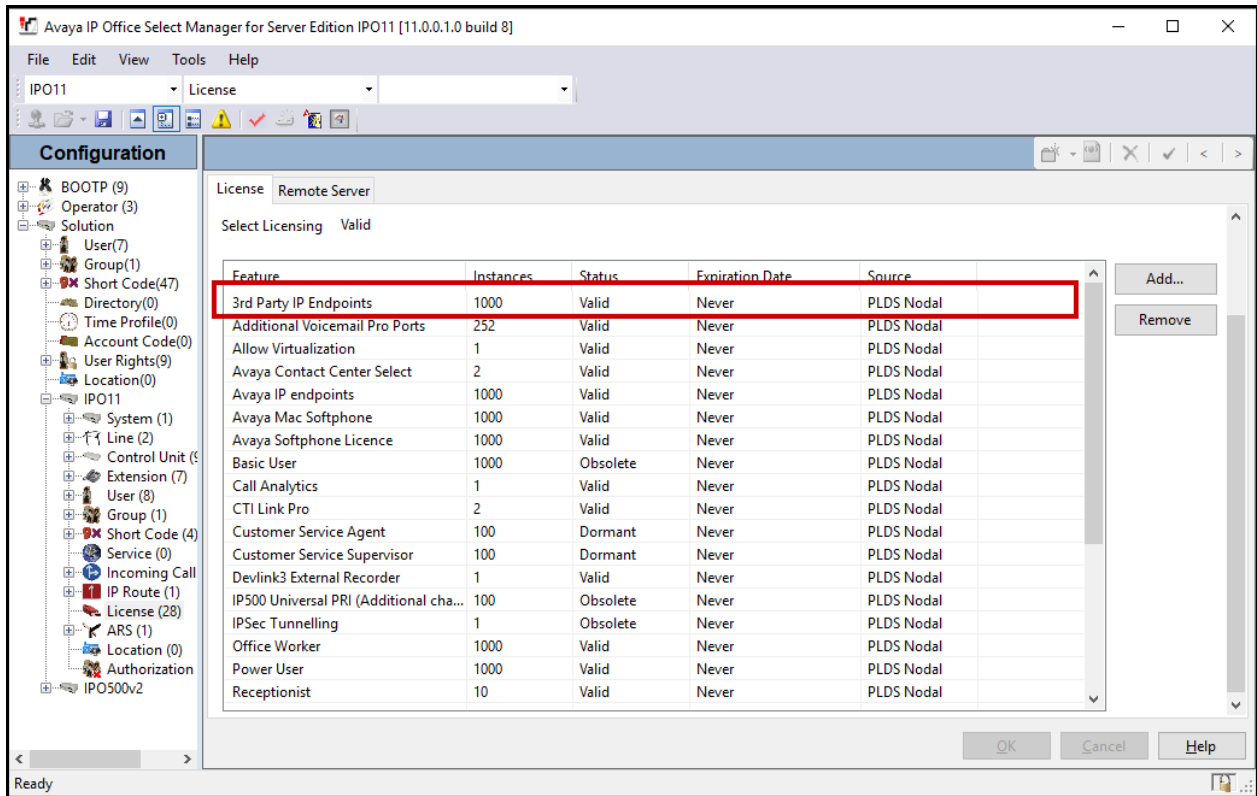 Avaya IP Office Select Manager for Server Edition IPO11 [11.0.0.1.0 build 8]
File Edit View Tools Help
IPO11 License
Configuration
BOOTP (9)
Operator (3)
Solution
User(7)
Group(1)
Short Code(47)
Directory(0)
Time Profile(0)
Account Code(0)
User Rights(9)
Location(0)
IPO11
System (1)
Line (2)
Control Unit (9
Extension (7)
User (8)
Group (1)
Short Code (4)
Service (0)
Incoming Call
IP Route (1)
License (28)
ARS (1)
Location (0)
Authorization
IPO500v2
License Remote Server
Select Licensing Valid
Feature Instances Status Expiration Date Source
3rd Party IP Endpoints 1000 Valid Never PLDS Nodal
Additional Voicemail Pro Ports 252 Valid Never PLDS Nodal
Allow Virtualization 1 Valid Never PLDS Nodal
Avaya Contact Center Select 2 Valid Never PLDS Nodal
Avaya IP endpoints 1000 Valid Never PLDS Nodal
Avaya Mac Softphone 1000 Valid Never PLDS Nodal
Avaya Softphone Licence 1000 Valid Never PLDS Nodal
Basic User 1000 Obsolete Never PLDS Nodal
Call Analytics 1 Valid Never PLDS Nodal
CTI Link Pro 2 Valid Never PLDS Nodal
Customer Service Agent 100 Dormant Never PLDS Nodal
Customer Service Supervisor 100 Dormant Never PLDS Nodal
Devlink3 External Recorder 1 Valid Never PLDS Nodal
IP500 Universal PRI (Additional cha... 100 Obsolete Never PLDS Nodal
IPSec Tunnelling 1 Obsolete Never PLDS Nodal
Office Worker 1000 Valid Never PLDS Nodal
Power User 1000 Valid Never PLDS Nodal
Receptionist 10 Valid Never PLDS Nodal
Add...
Remove
OK Cancel Help
Ready